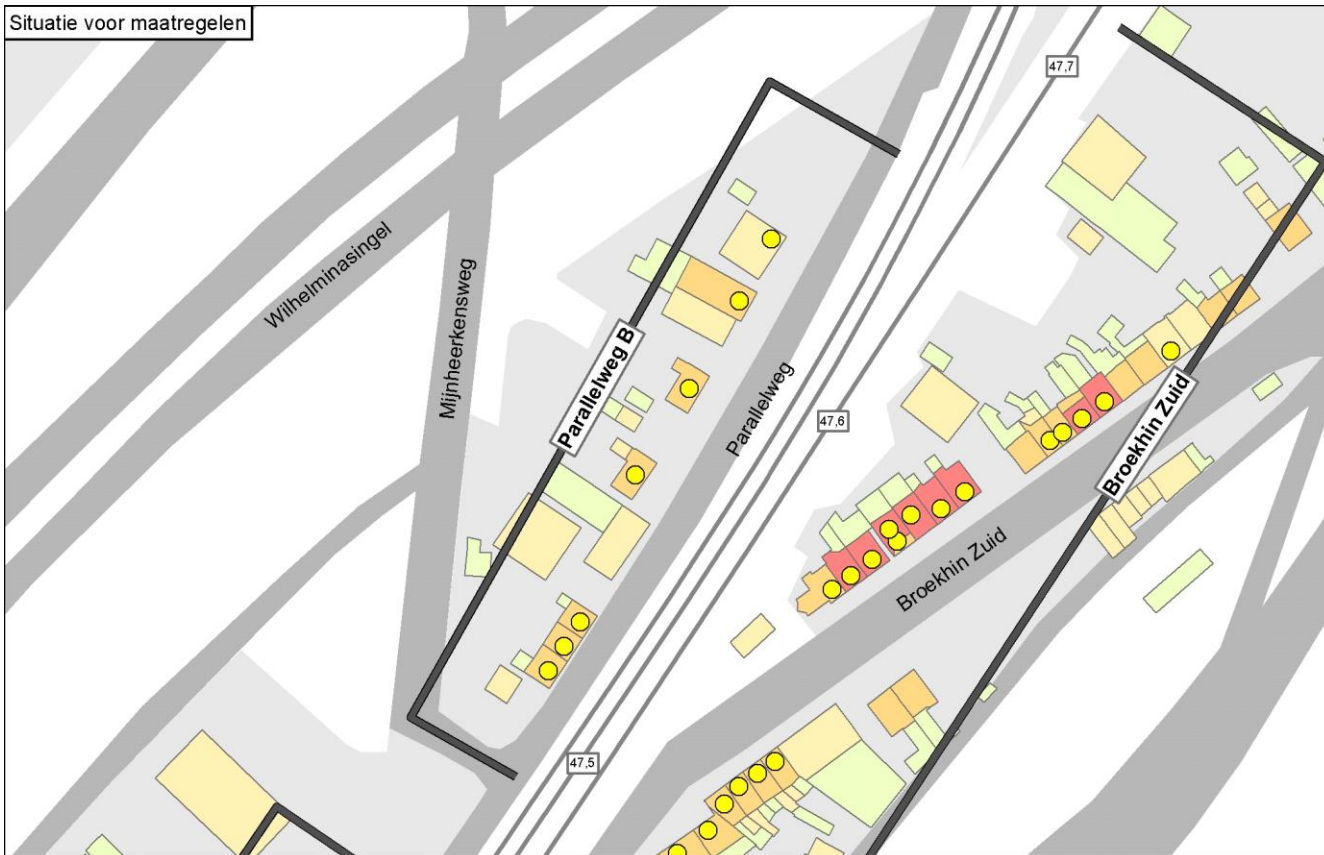 Situatie voor maatregelen
47,7
Wilhelminasingel
Mijnheerkensweg
Parallelweg B
Parallelweg
47,6
Broekhin Zuid
Broekhin Zuid
47,5